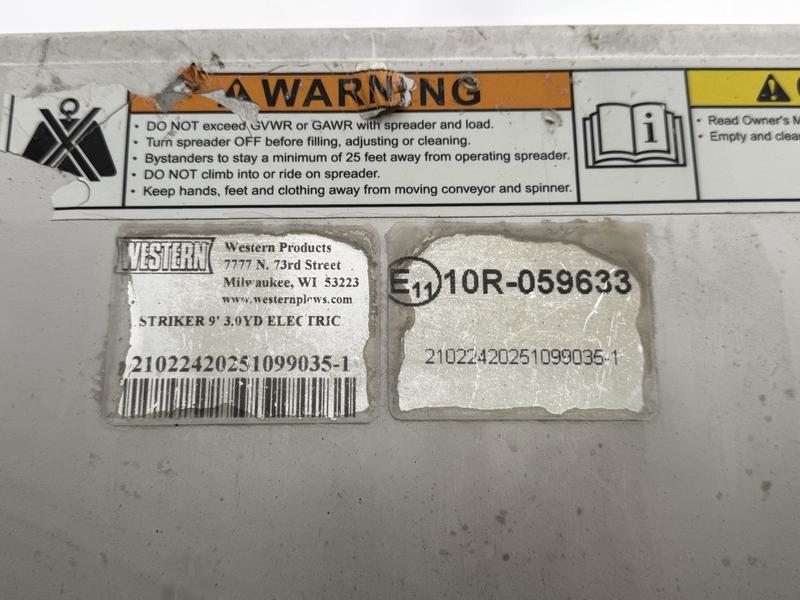 WARNING
• DO NOT exceed GVWR or GAWR with spreader and load.
• Turn spreader OFF before filling, adjusting or cleaning.
• Bystanders to stay a minimum of 25 feet away from operating spreader.
• DO NOT climb into or ride on spreader.
• Keep hands, feet and clothing away from moving conveyor and spinner.
i
• Read Owner's M
• Empty and clea
WESTERN
Western Products
7777 N. 73rd Street
Milwaukee, WI 53223
www.westernplows.com
STRIKER 9' 3.0YD ELECTRIC
21022420251099035-1
E11 10R-059633
21022420251099035-1